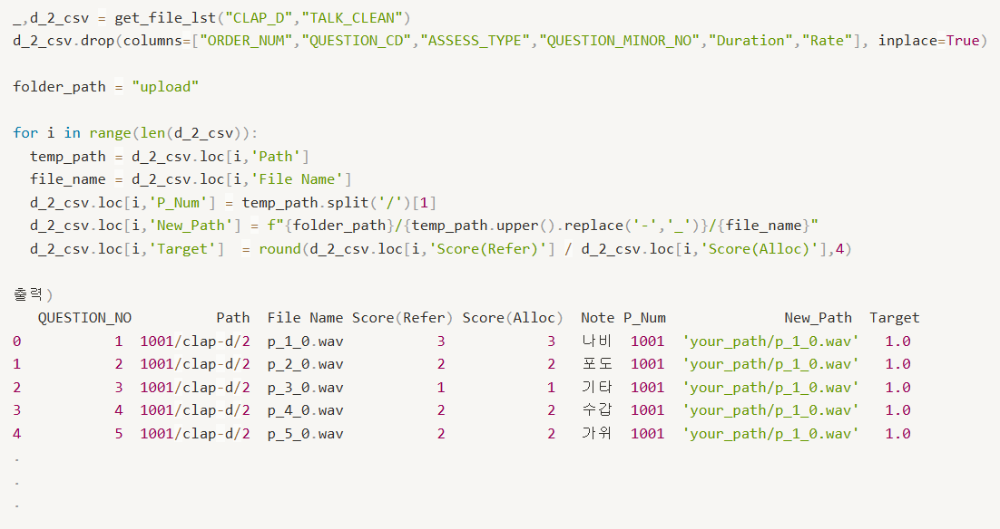 _,d_2_csv = get_file_lst("CLAP_D","TALK_CLEAN")
d_2_csv.drop(columns=["ORDER_NUM","QUESTION_CD","ASSESS_TYPE","QUESTION_MINOR_NO","Duration","Rate"], inplace=True)
folder_path = "upload"
for i in range(len(d_2_csv)):
  temp_path = d_2_csv.loc[i,'Path']
  file_name = d_2_csv.loc[i,'File Name']
  d_2_csv.loc[i,'P_Num'] = temp_path.split('/')[1]
  d_2_csv.loc[i,'New_Path'] = f"{folder_path}/{temp_path.upper().replace('-','_')}/{file_name}"
  d_2_csv.loc[i,'Target']  = round(d_2_csv.loc[i,'Score(Refer)'] / d_2_csv.loc[i,'Score(Alloc)'],4)
출력)
   QUESTION_NO          Path  File Name Score(Refer) Score(Alloc)  Note P_Num              New_Path  Target
0           1  1001/clap-d/2  p_1_0.wav           3            3   나비  1001  'your_path/p_1_0.wav'   1.0
1           2  1001/clap-d/2  p_2_0.wav           2            2   포도  1001  'your_path/p_1_0.wav'   1.0
2           3  1001/clap-d/2  p_3_0.wav           1            1   기타  1001  'your_path/p_1_0.wav'   1.0
3           4  1001/clap-d/2  p_4_0.wav           2            2   수갑  1001  'your_path/p_1_0.wav'   1.0
4           5  1001/clap-d/2  p_5_0.wav           2            2   가위  1001  'your_path/p_1_0.wav'   1.0
.
.
.